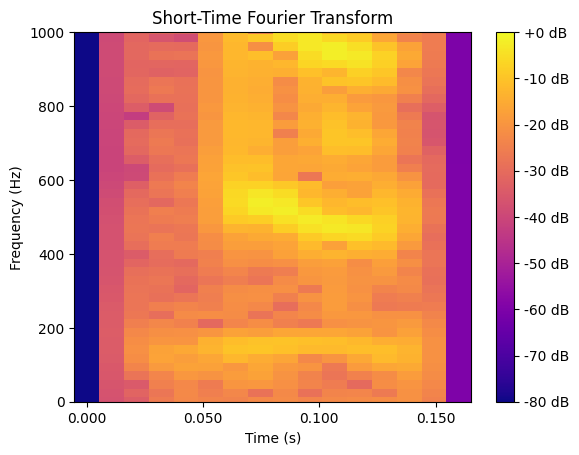 Short-Time Fourier Transform
1000
800
600
400
200
0
Frequency (Hz)
0.000
0.050
0.100
0.150
Time (s)
+0 dB
-10 dB
-20 dB
-30 dB
-40 dB
-50 dB
-60 dB
-70 dB
-80 dB